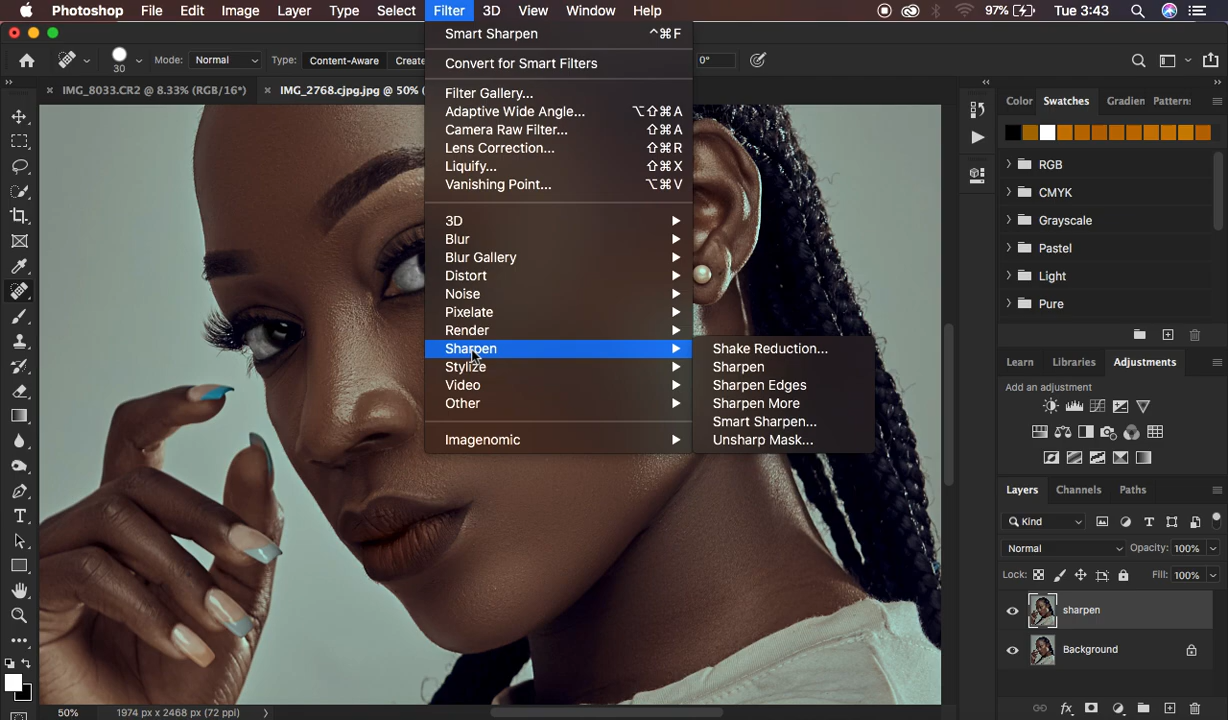 Photoshop File Edit Image Layer Type Select Filter 3D View Window Help 97% Tue 3:43
30 Mode: Normal Type: Content-Aware Create 0°
IMG_8033.CR2 @ 8.33% (RGB/16*) IMG_2768.cjpg.jpg @ 50% (
Smart Sharpen ^⌘F
Convert for Smart Filters
Filter Gallery...
Adaptive Wide Angle... ⌥⇧⌘A
Camera Raw Filter... ⇧⌘A
Lens Correction... ⇧⌘R
Liquify... ⇧⌘X
Vanishing Point... ⌥⌘V
3D
Blur
Blur Gallery
Distort
Noise
Pixelate
Render
Sharpen
Stylize
Video
Other
Imagenomic
Shake Reduction...
Sharpen
Sharpen Edges
Sharpen More
Smart Sharpen...
Unsharp Mask...
Color Swatches Gradien Patterns
RGB
CMYK
Grayscale
Pastel
Light
Pure
Learn Libraries Adjustments
Add an adjustment
Layers Channels Paths
Kind
Normal Opacity: 100%
Lock: Fill: 100%
sharpen
Background
50% 1974 px x 2468 px (72 ppi)